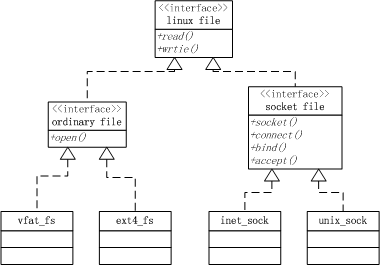 <<interface>>
linux file
+read()
+wrtie()
<<interface>>
ordinary file
+open()
<<interface>>
socket file
+socket()
+connect()
+bind()
+accept()
vfat_fs
ext4_fs
inet_sock
unix_sock